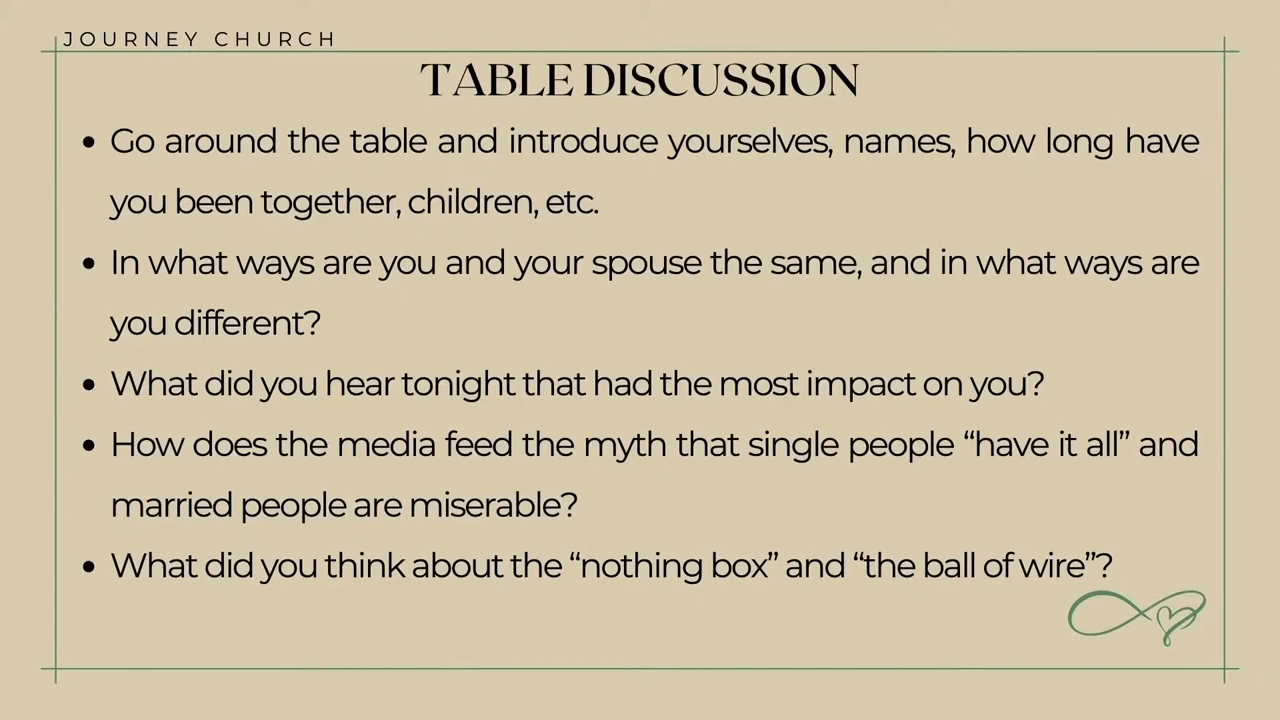 JOURNEY CHURCH
TABLE DISCUSSION
• Go around the table and introduce yourselves, names, how long have
you been together, children, etc.
• In what ways are you and your spouse the same, and in what ways are
you different?
• What did you hear tonight that had the most impact on you?
• How does the media feed the myth that single people “have it all” and
married people are miserable?
• What did you think about the “nothing box” and “the ball of wire”?